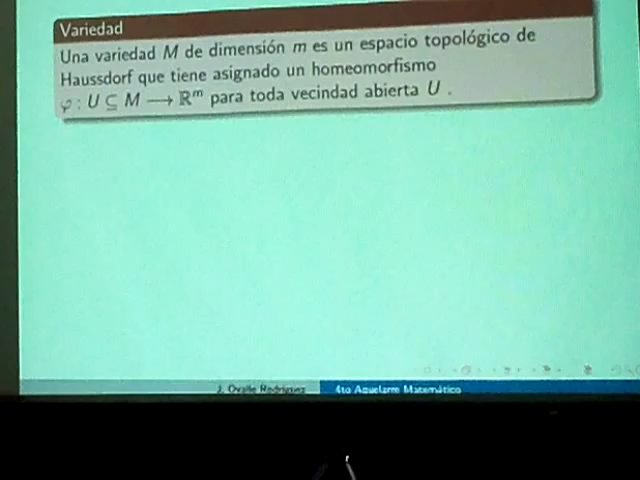 Variedad
Una variedad M de dimensión m es un espacio topológico de
Haussdorf que tiene asignado un homeomorfismo
φ : U ⊆ M ⟶ ℝᵐ para toda vecindad abierta U .
J. Ovalle Rodríguez 4to Aquelarre Matemático